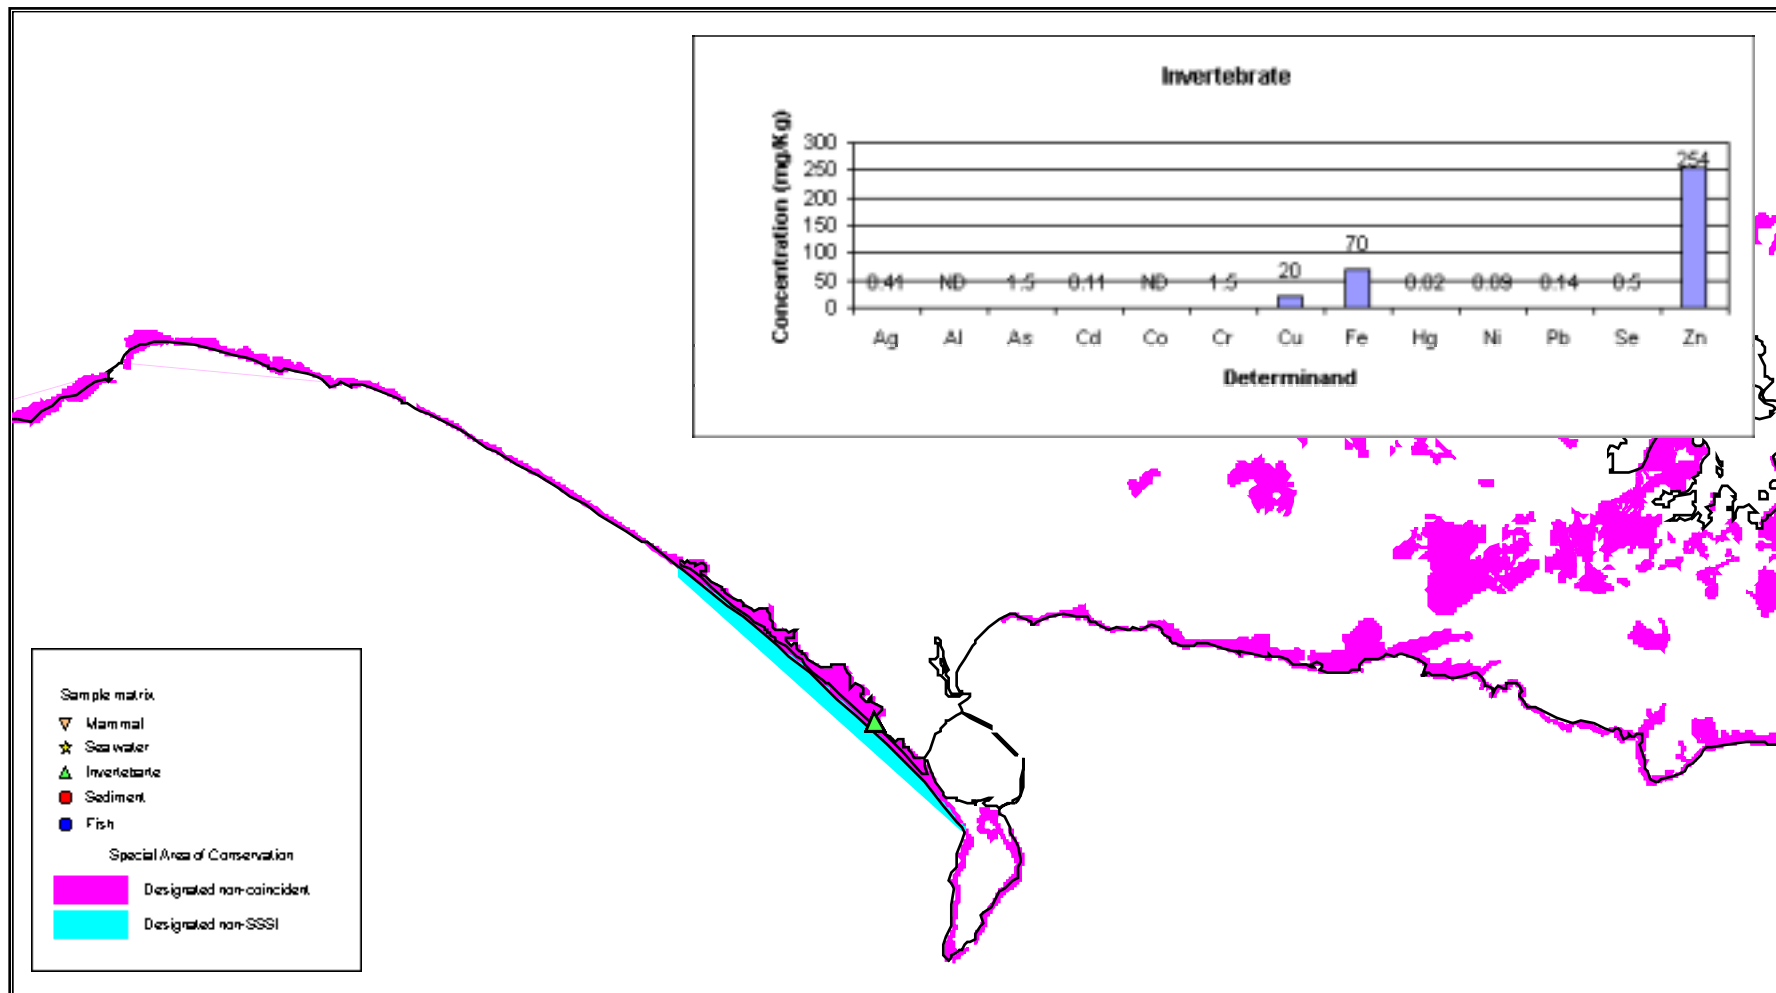 Invertebrate
Concentration (mg/Kg)
300
250
200
150
100
50
0
0.41 ND 1.5 0.11 ND 1.5 20 70 0.02 0.09 0.14 0.5 254
Ag Al As Cd Co Cr Cu Fe Hg Ni Pb Se Zn
Determinand
Sample matrix
Mammal
Sea water
Invertebarte
Sediment
Fish
Special Area of Conservation
Designated non-coincident
Designated non-SSSI